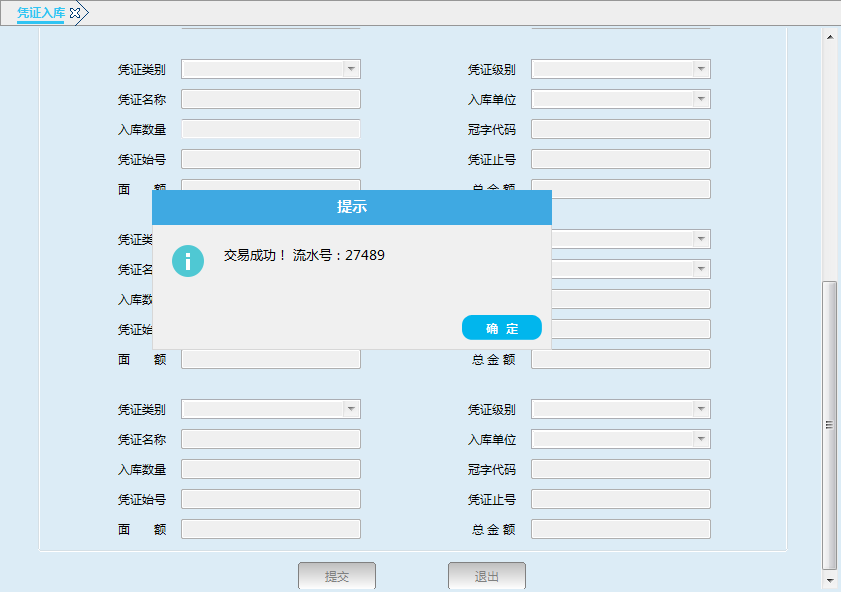 凭证入库
凭证类别 凭证级别
凭证名称 入库单位
入库数量 冠字代码
凭证始号 凭证止号
面 额 总 金 额
提示
凭证类
交易成功！ 流水号：27489
凭证名
入库数
确 定
凭证始
面 额 总 金 额
凭证类别 凭证级别
凭证名称 入库单位
入库数量 冠字代码
凭证始号 凭证止号
面 额 总 金 额
提交 退出